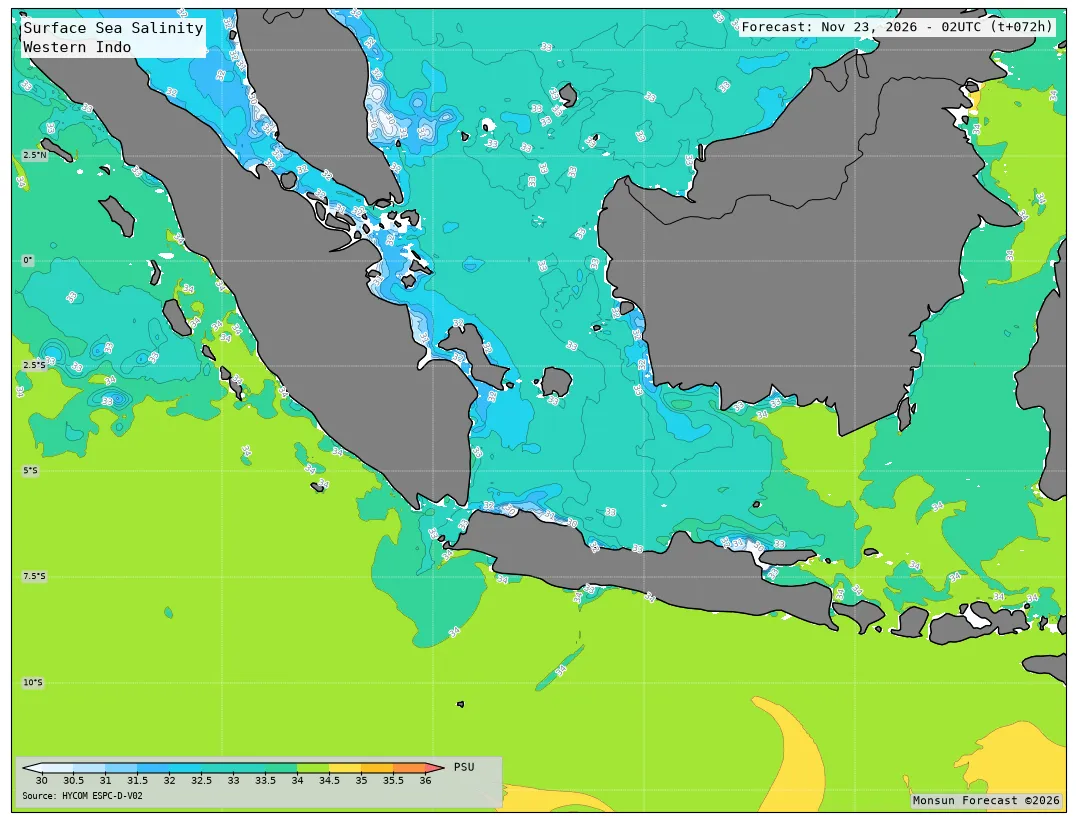 Surface Sea Salinity
Western Indo
Forecast: Nov 23, 2026 - 02UTC (t+072h)
2.5°N
0°
2.5°S
5°S
7.5°S
10°S
PSU
30 30.5 31 31.5 32 32.5 33 33.5 34 34.5 35 35.5 36
Source: HYCOM ESPC-D-V02
Monsun Forecast ©2026